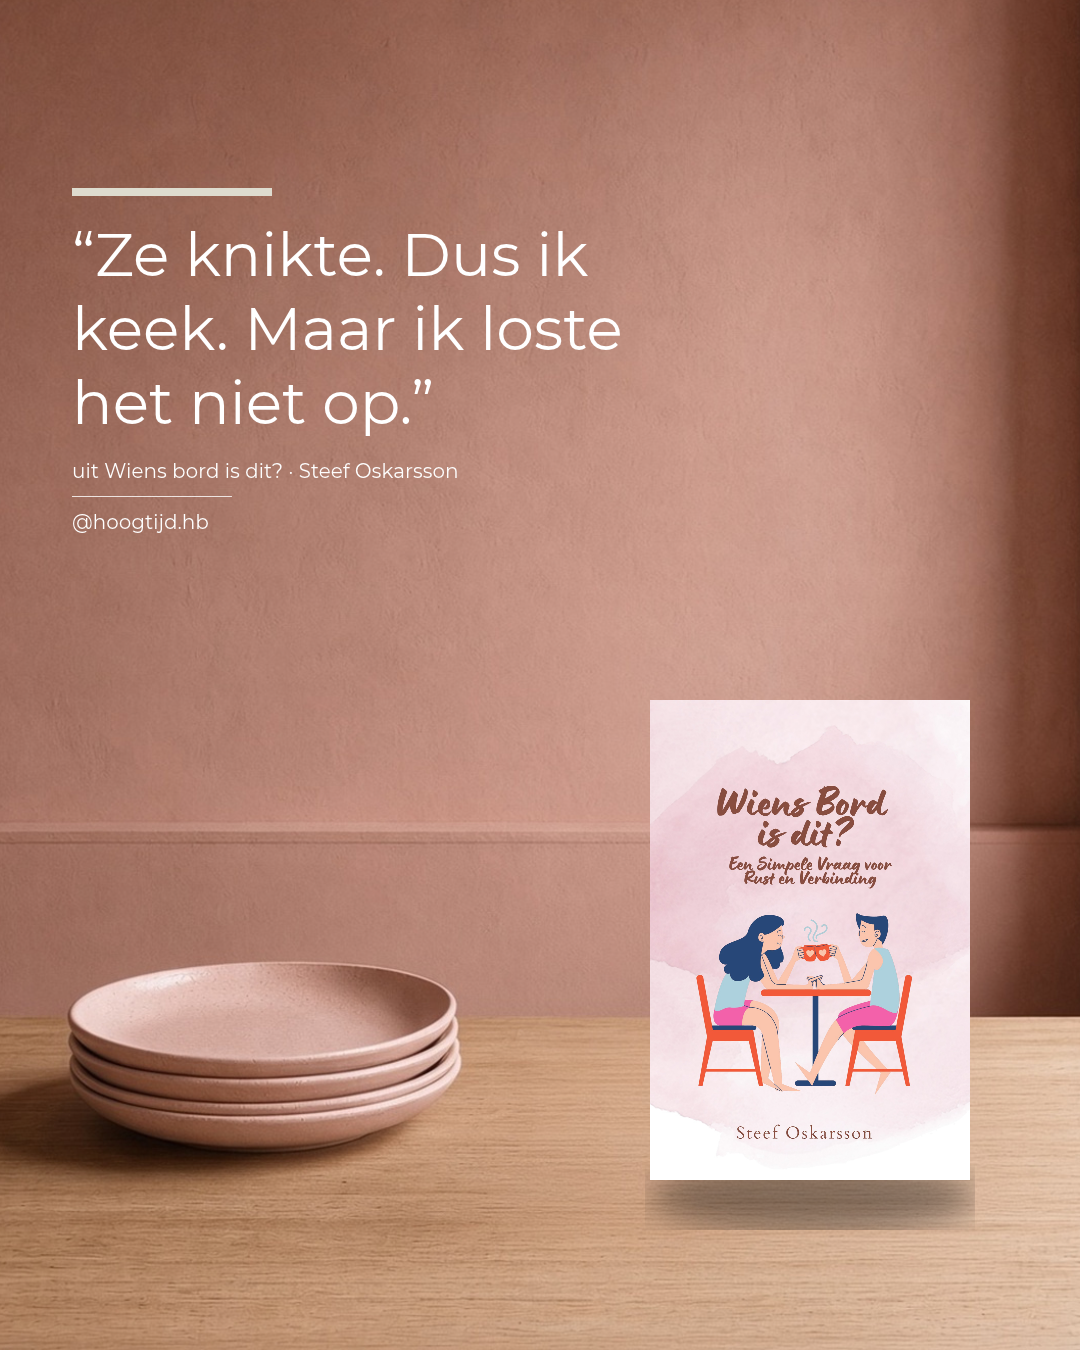 “Ze knikte. Dus ik
keek. Maar ik loste
het niet op.”
uit Wiens bord is dit? · Steef Oskarsson
@hoogtijd.hb
Wiens Bord
is dit?
Een Simpele Vraag voor
Rust en Verbinding
Steef Oskarsson